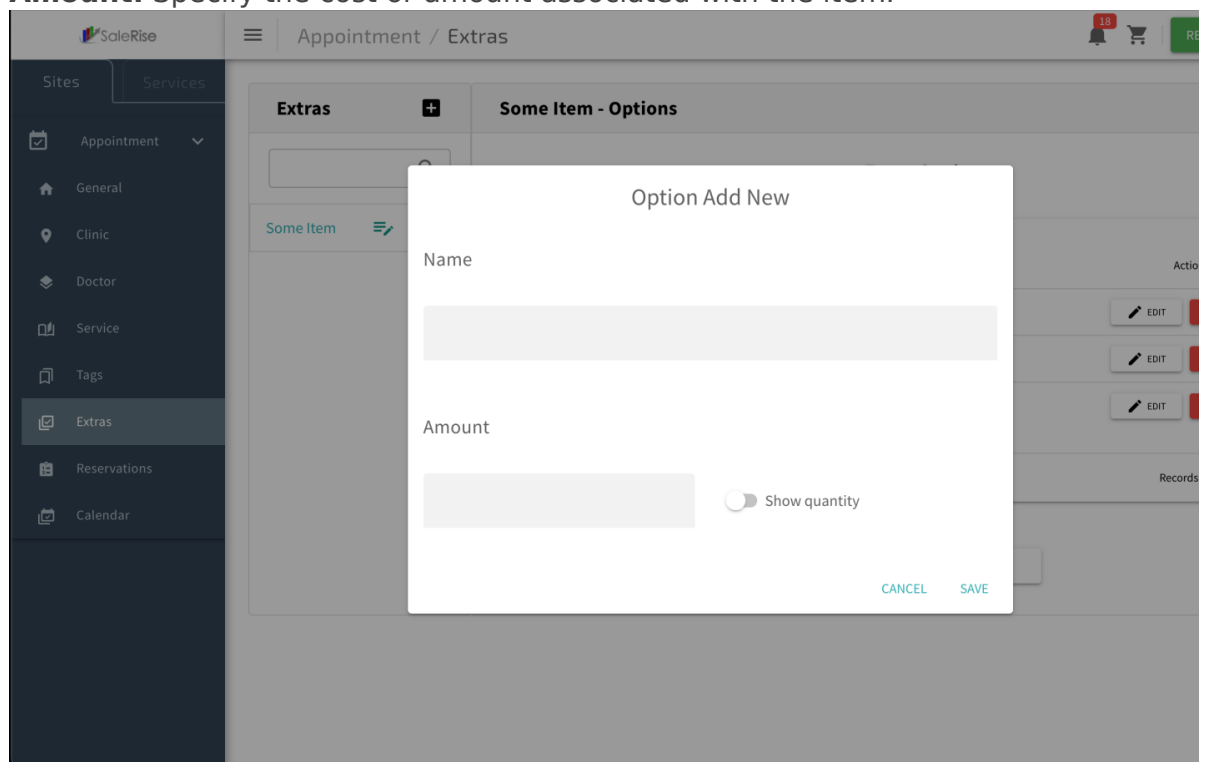 Amount: Specify the cost or amount associated with the item.
SaleRise
Appointment / Extras
18
RE
Sites
Services
Extras
Some Item - Options
Appointment
General
Some Item
Clinic
Doctor
Service
Tags
Extras
Reservations
Calendar
Option Add New
Name
Amount
Show quantity
CANCEL
SAVE
Actio
EDIT
EDIT
EDIT
Records